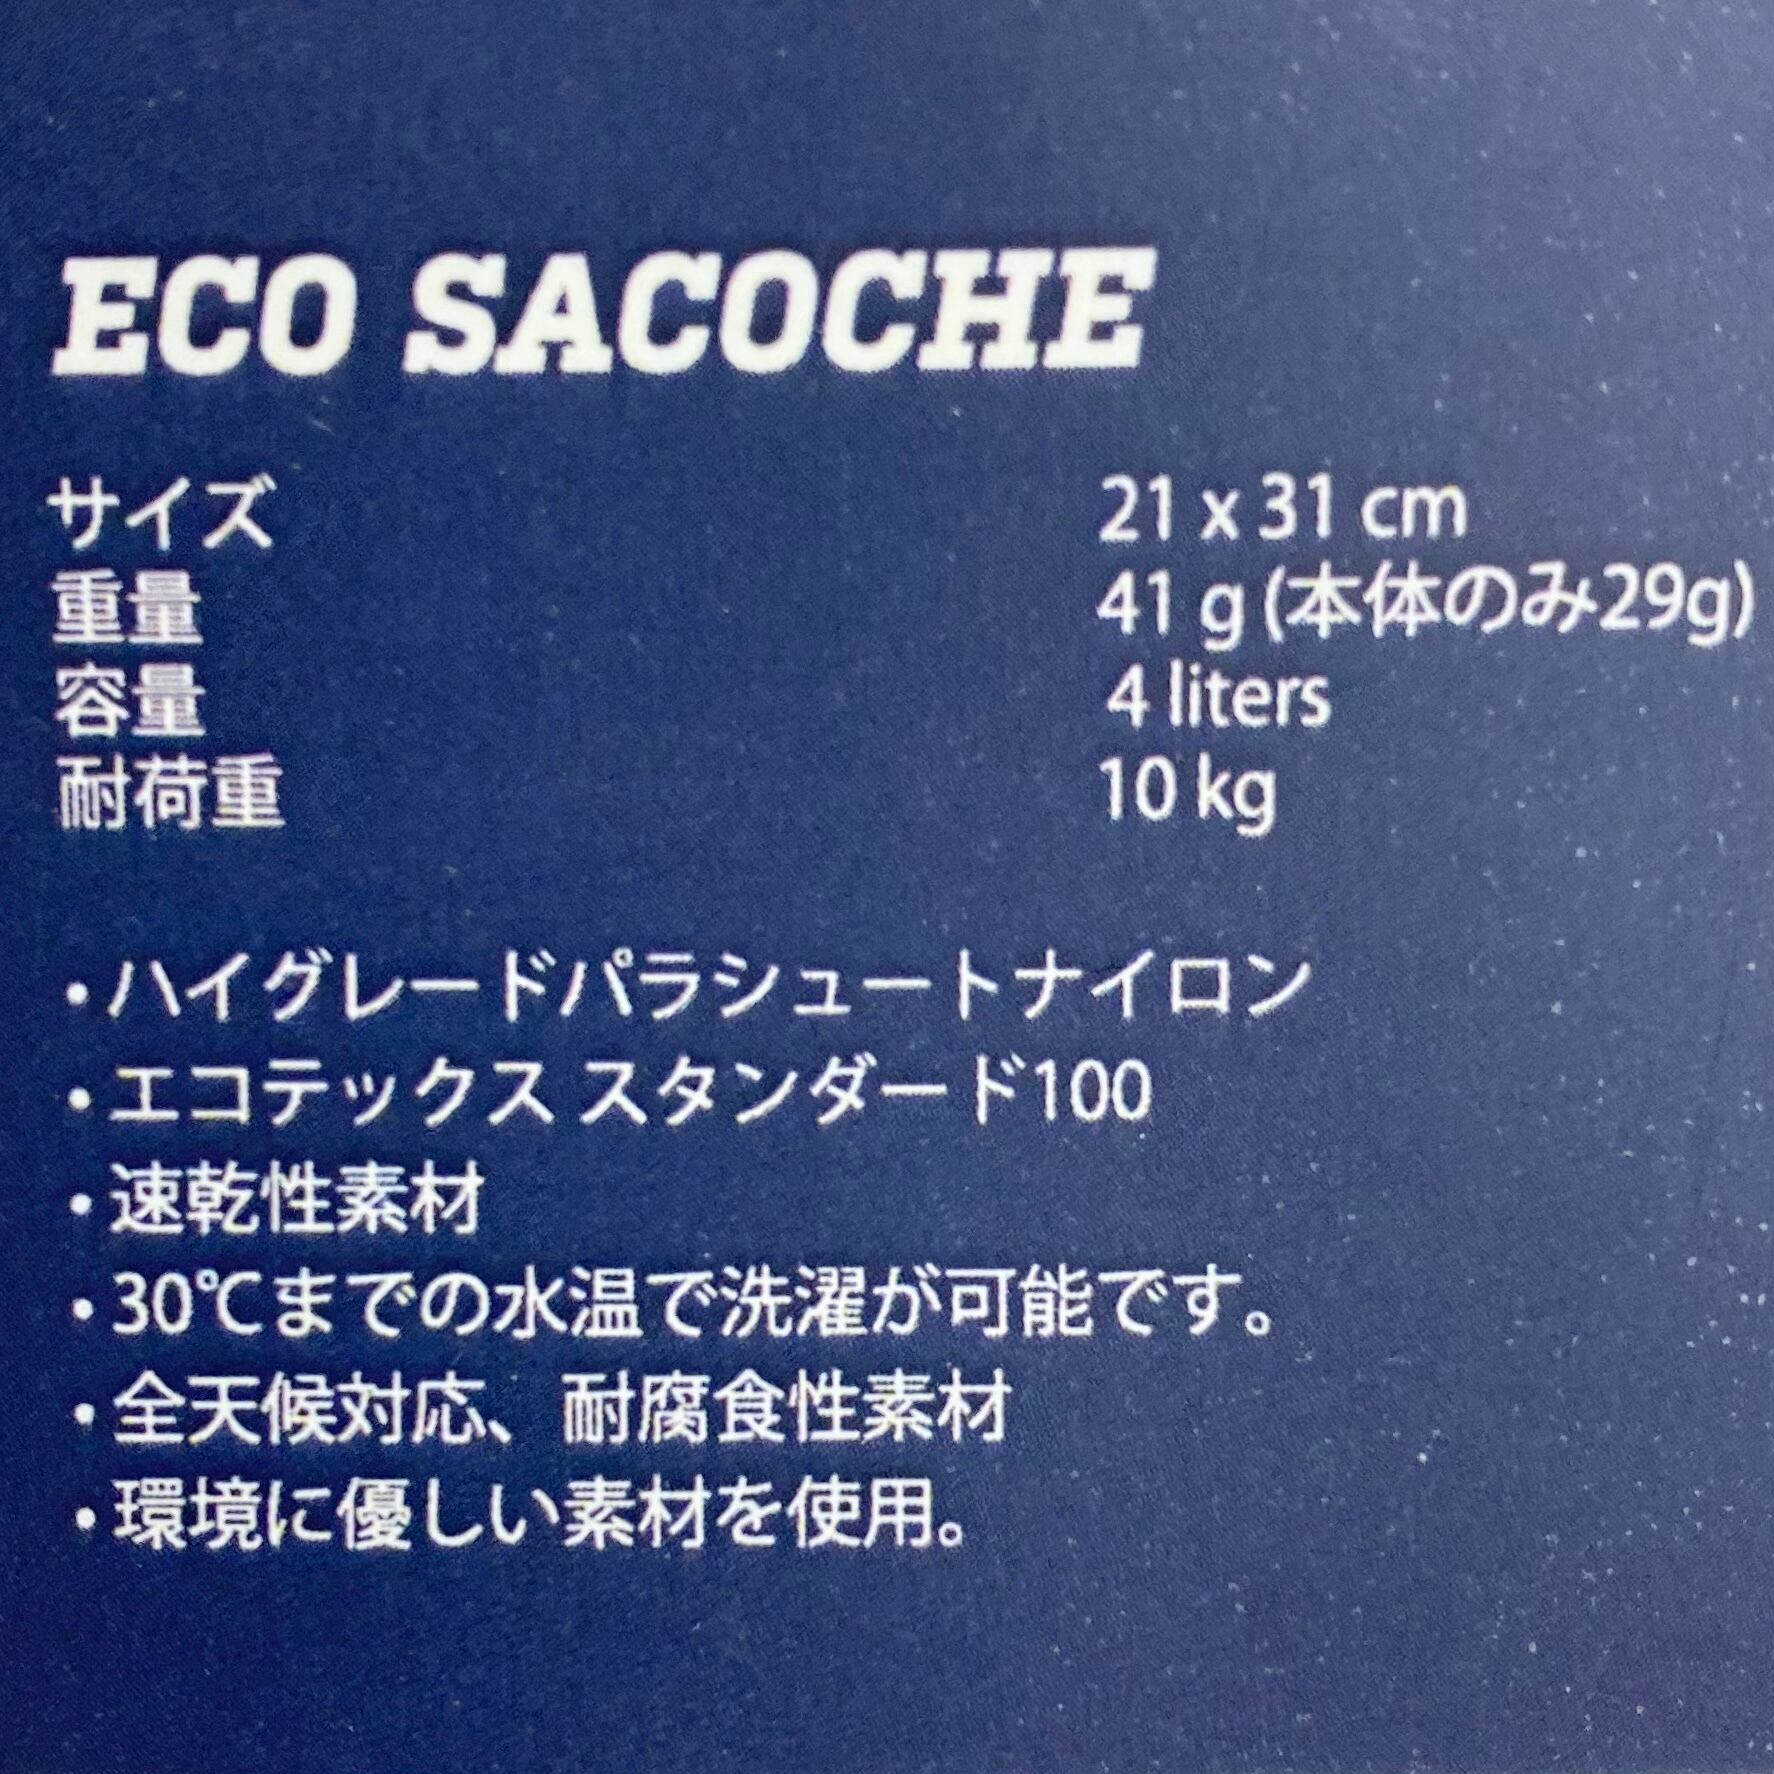 ECO SACOCHE
サイズ 21 x 31 cm
重量 41 g (本体のみ29g)
容量 4 liters
耐荷重 10 kg
• ハイグレードパラシュートナイロン
• エコテックス スタンダード100
• 速乾性素材
• 30℃までの水温で洗濯が可能です。
• 全天候対応、耐腐食性素材
• 環境に優しい素材を使用。